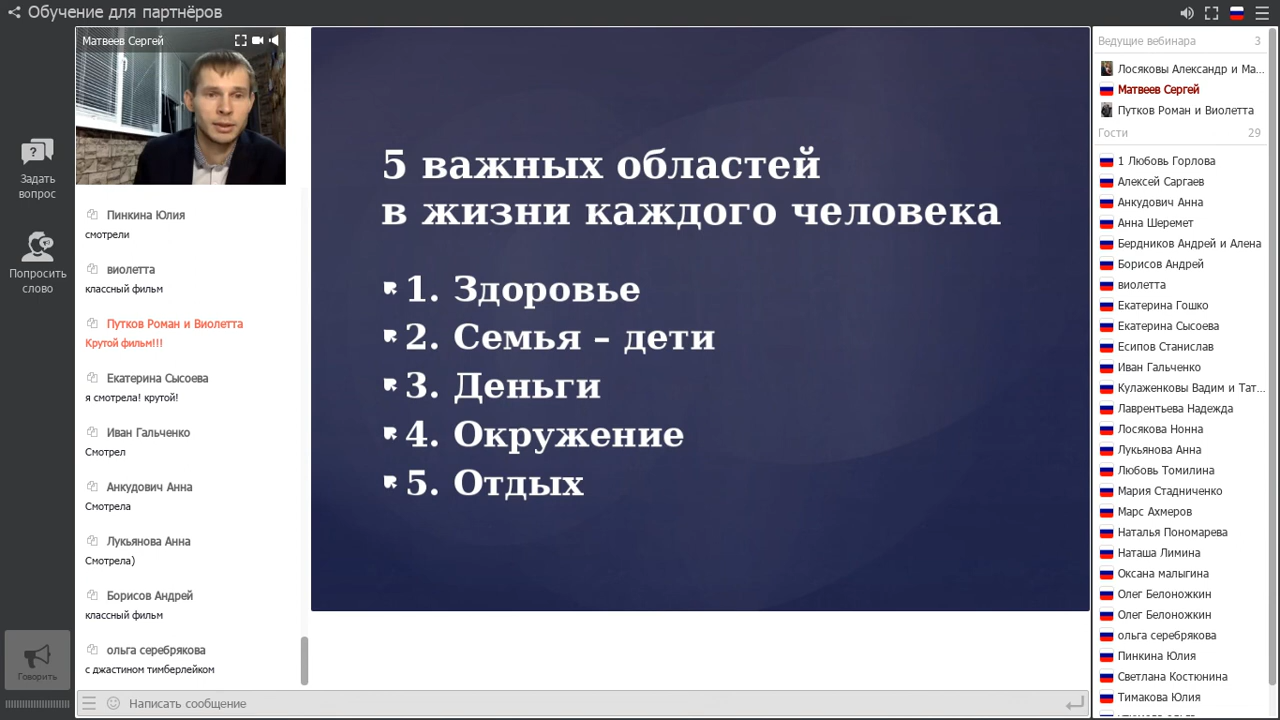 Обучение для партнёров
Матвеев Сергей
Задать
вопрос
Попросить
слово
Говорить
Пинкина Юлия
смотрели
виолетта
классный фильм
Путков Роман и Виолетта
Крутой фильм!!!
Екатерина Сысоева
я смотрела! крутой!
Иван Гальченко
Смотрел
Анкудович Анна
Смотрела
Лукьянова Анна
Смотрела)
Борисов Андрей
классный фильм
ольга серебрякова
с джастином тимберлейком
Написать сообщение
5 важных областей
в жизни каждого человека
1. Здоровье
2. Семья – дети
3. Деньги
4. Окружение
5. Отдых
Ведущие вебинара 3
Лосяковы Александр и Ма...
Матвеев Сергей
Путков Роман и Виолетта
Гости 29
1 Любовь Горлова
Алексей Саргаев
Анкудович Анна
Анна Шеремет
Бердников Андрей и Алена
Борисов Андрей
виолетта
Екатерина Гошко
Екатерина Сысоева
Есипов Станислав
Иван Гальченко
Кулаженковы Вадим и Тат...
Лаврентьева Надежда
Лосякова Нонна
Лукьянова Анна
Любовь Томилина
Мария Стадниченко
Марс Ахмеров
Наталья Пономарева
Наташа Лимина
Оксана малыгина
Олег Белоножкин
Олег Белоножкин
ольга серебрякова
Пинкина Юлия
Светлана Костюнина
Тимакова Юлия